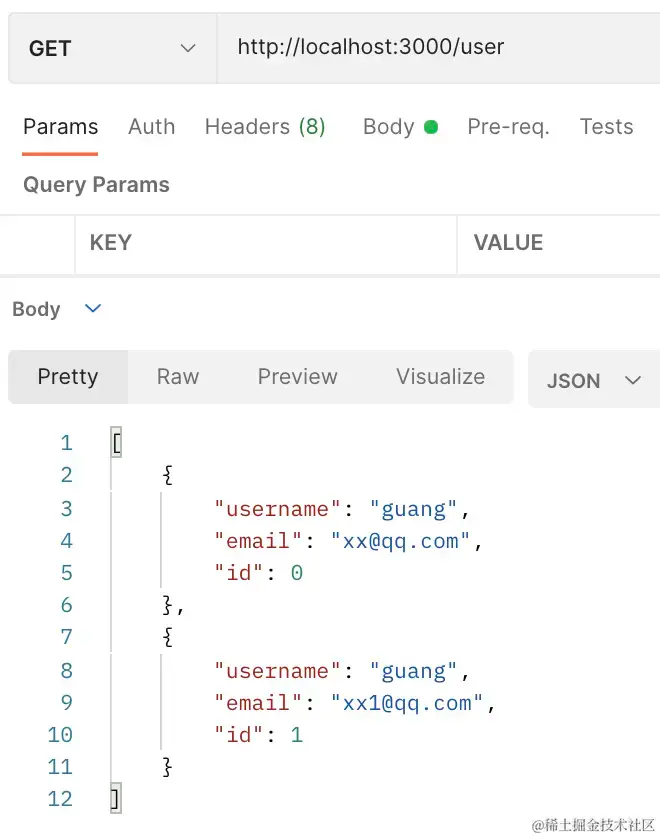 GET http://localhost:3000/user
Params Auth Headers (8) Body Pre-req. Tests
Query Params
KEY VALUE
Body
Pretty Raw Preview Visualize JSON
1 [
2 {
3 "username": "guang",
4 "email": "xx@qq.com",
5 "id": 0
6 },
7 {
8 "username": "guang",
9 "email": "xx1@qq.com",
10 "id": 1
11 }
12 ]
@稀土掘金技术社区